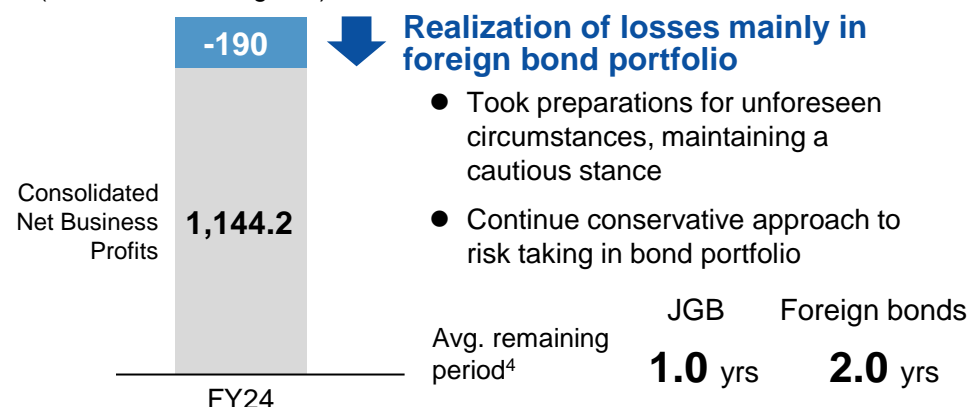 -190
Realization of losses mainly in
foreign bond portfolio
● Took preparations for unforeseen
circumstances, maintaining a
cautious stance
Consolidated
Net Business
Profits
1,144.2
● Continue conservative approach to
risk taking in bond portfolio
JGB Foreign bonds
Avg. remaining
period4
1.0 yrs 2.0 yrs
FY24